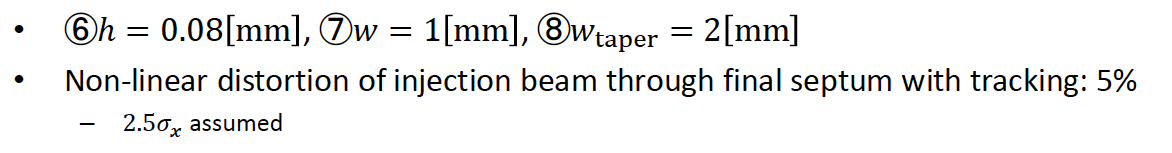 • ⑥h = 0.08[mm], ⑦w = 1[mm], ⑧w_taper = 2[mm]
• Non-linear distortion of injection beam through final septum with tracking: 5%
– 2.5σ_x assumed